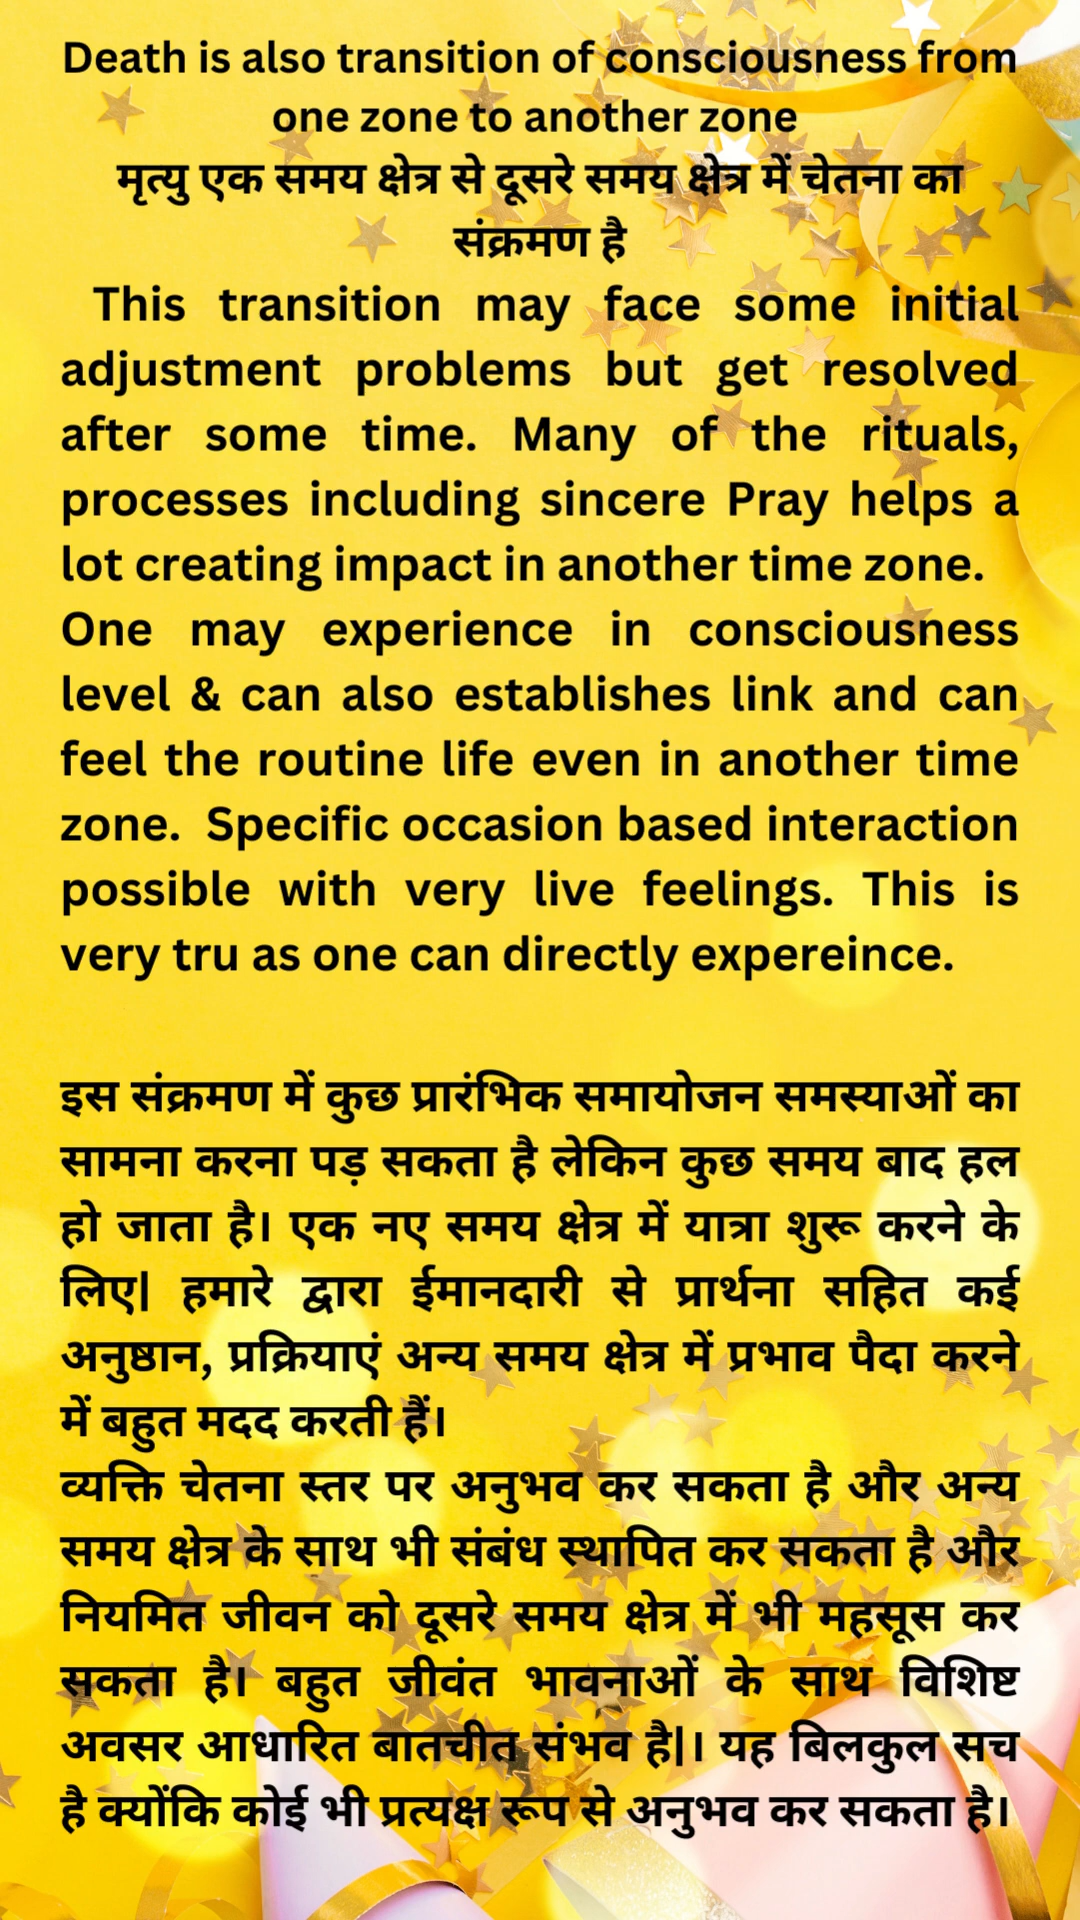 Death is also transition of consciousness from
one zone to another zone
मृत्यु एक समय क्षेत्र से दूसरे समय क्षेत्र में चेतना का
संक्रमण है
This transition may face some initial
adjustment problems but get resolved
after some time. Many of the rituals,
processes including sincere Pray helps a
lot creating impact in another time zone.
One may experience in consciousness
level & can also establishes link and can
feel the routine life even in another time
zone. Specific occasion based interaction
possible with very live feelings. This is
very tru as one can directly expereince.
इस संक्रमण में कुछ प्रारंभिक समायोजन समस्याओं का
सामना करना पड़ सकता है लेकिन कुछ समय बाद हल
हो जाता है। एक नए समय क्षेत्र में यात्रा शुरू करने के
लिए| हमारे द्वारा ईमानदारी से प्रार्थना सहित कई
अनुष्ठान, प्रक्रियाएं अन्य समय क्षेत्र में प्रभाव पैदा करने
में बहुत मदद करती हैं।
व्यक्ति चेतना स्तर पर अनुभव कर सकता है और अन्य
समय क्षेत्र के साथ भी संबंध स्थापित कर सकता है और
नियमित जीवन को दूसरे समय क्षेत्र में भी महसूस कर
सकता है। बहुत जीवंत भावनाओं के साथ विशिष्ट
अवसर आधारित बातचीत संभव है|। यह बिलकुल सच
है क्योंकि कोई भी प्रत्यक्ष रूप से अनुभव कर सकता है।